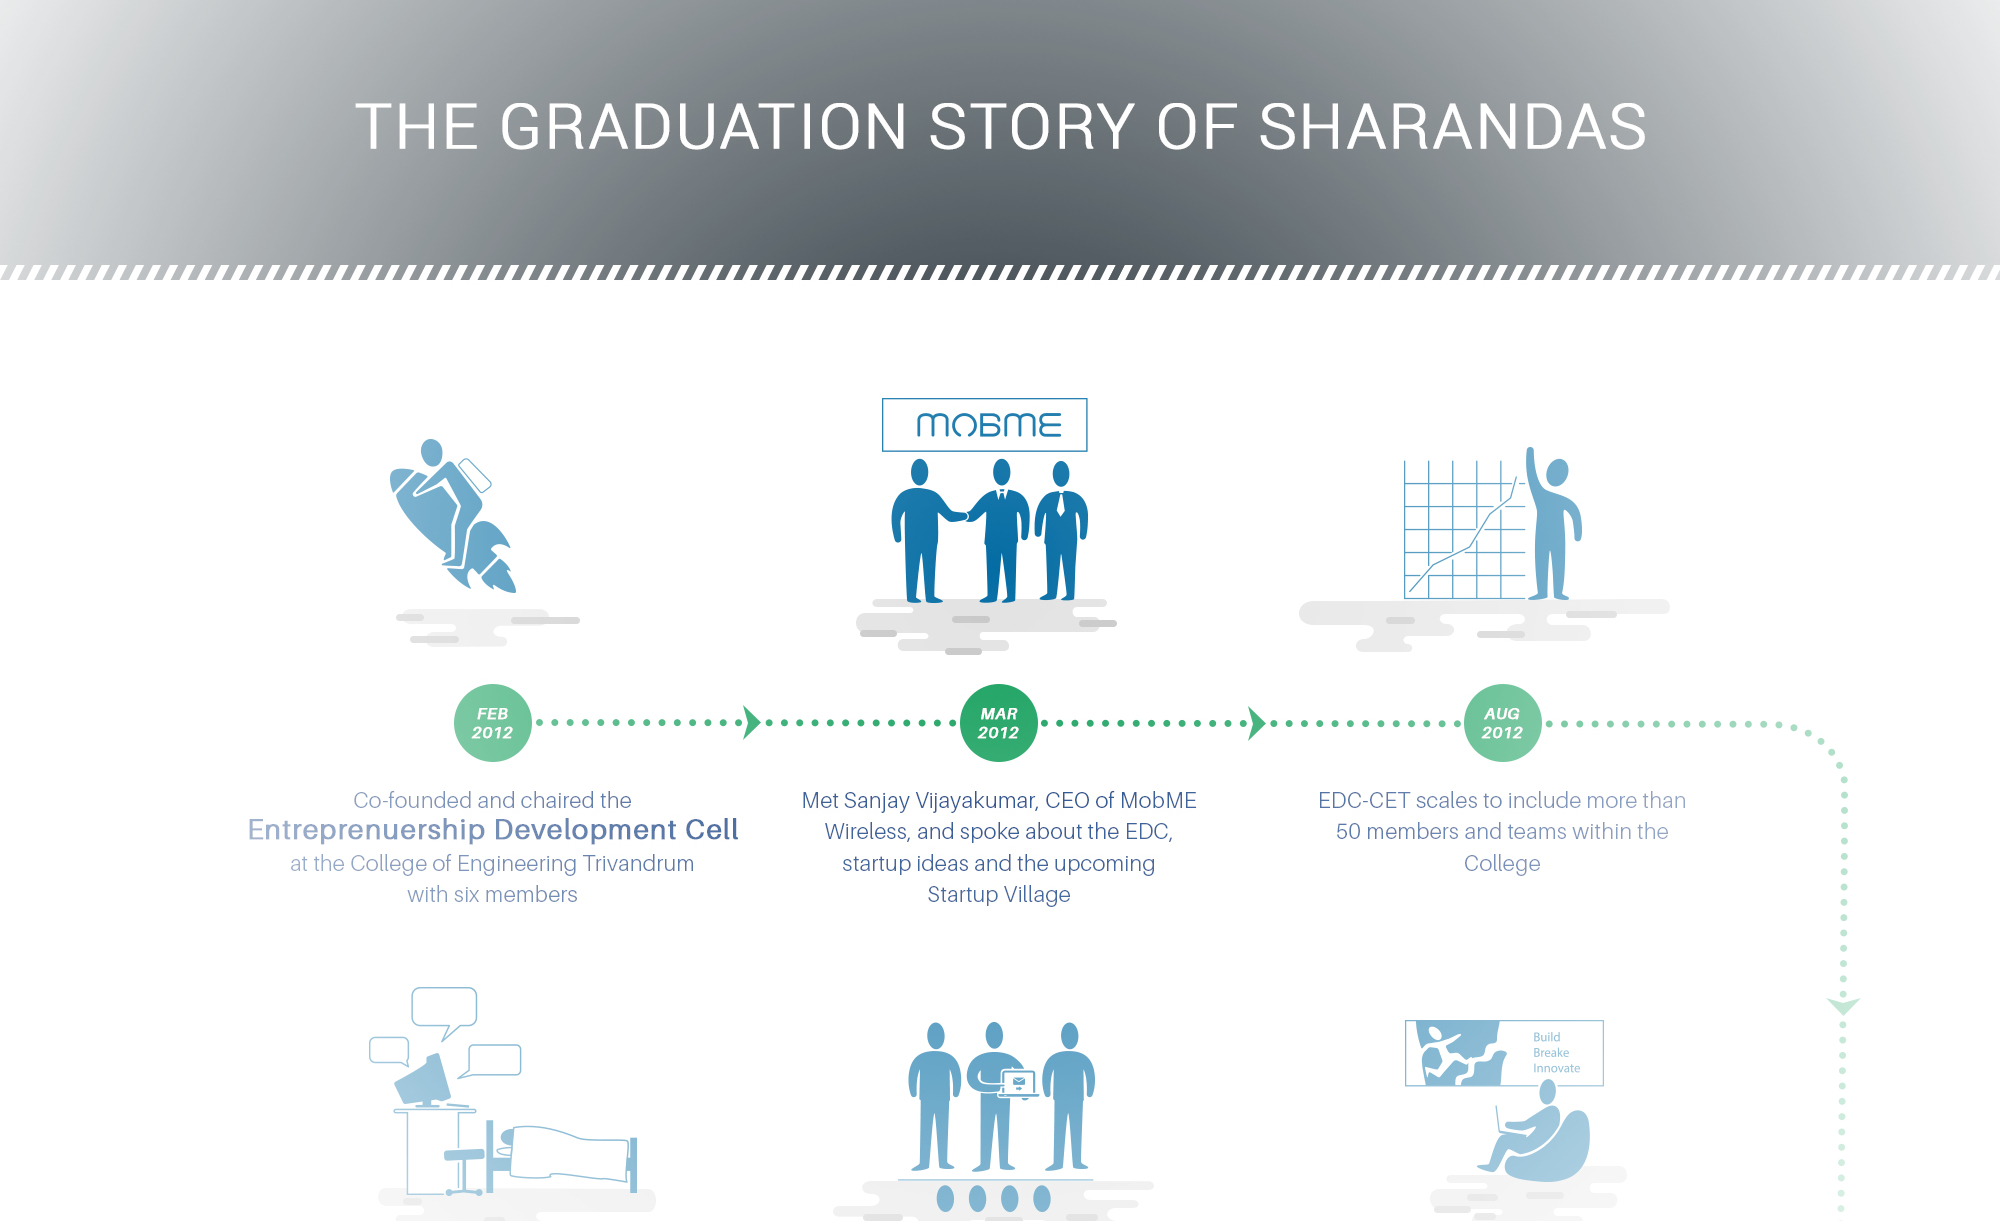 THE GRADUATION STORY OF SHARANDAS
MOBME
FEB
2012
MAR
2012
AUG
2012
Co-founded and chaired the
Entreprenuership Development Cell
at the College of Engineering Trivandrum
with six members
Met Sanjay Vijayakumar, CEO of MobME
Wireless, and spoke about the EDC,
startup ideas and the upcoming
Startup Village
EDC-CET scales to include more than
50 members and teams within the
College
Build
Breake
Innovate